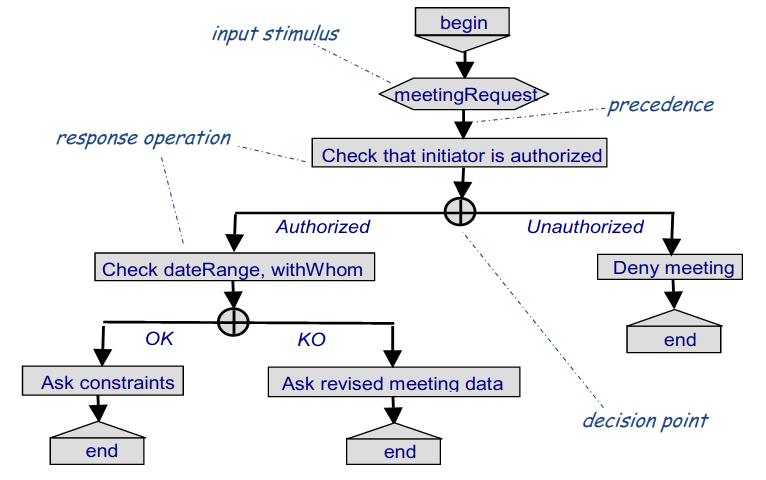 begin
input stimulus
meetingRequest
precedence
response operation
Check that initiator is authorized
Authorized
Unauthorized
Check dateRange, withWhom
Deny meeting
OK
KO
end
Ask constraints
Ask revised meeting data
decision point
end
end